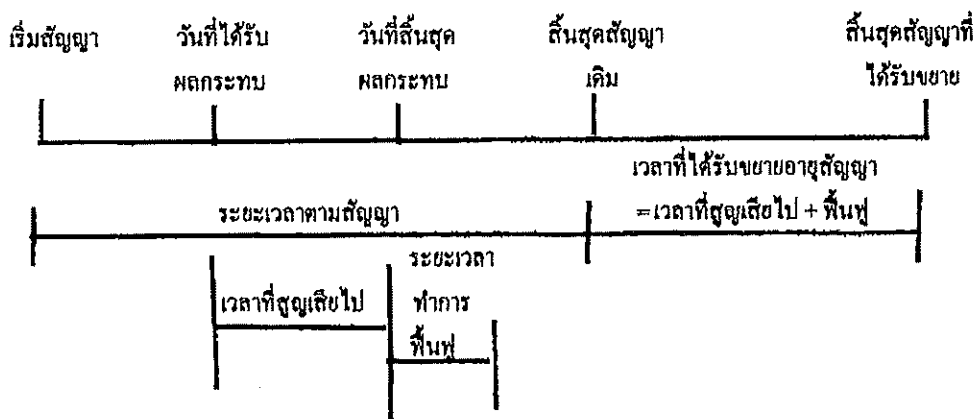 เริ่มสัญญา
วันที่ได้รับ
ผลกระทบ
วันที่สิ้นสุด
ผลกระทบ
สิ้นสุดสัญญา
เดิม
สิ้นสุดสัญญาที่
ได้รับขยาย
เวลาที่ได้รับขยายอายุสัญญา
=เวลาที่สูญเสียไป + ฟื้นฟู
ระยะเวลาตามสัญญา
เวลาที่สูญเสียไป
ระยะเวลา
ทำการ
ฟื้นฟู